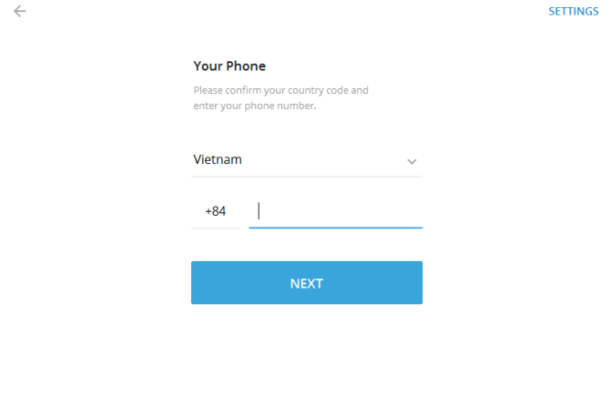 SETTINGS
Your Phone
Please confirm your country code and
enter your phone number.
Vietnam
+84
NEXT